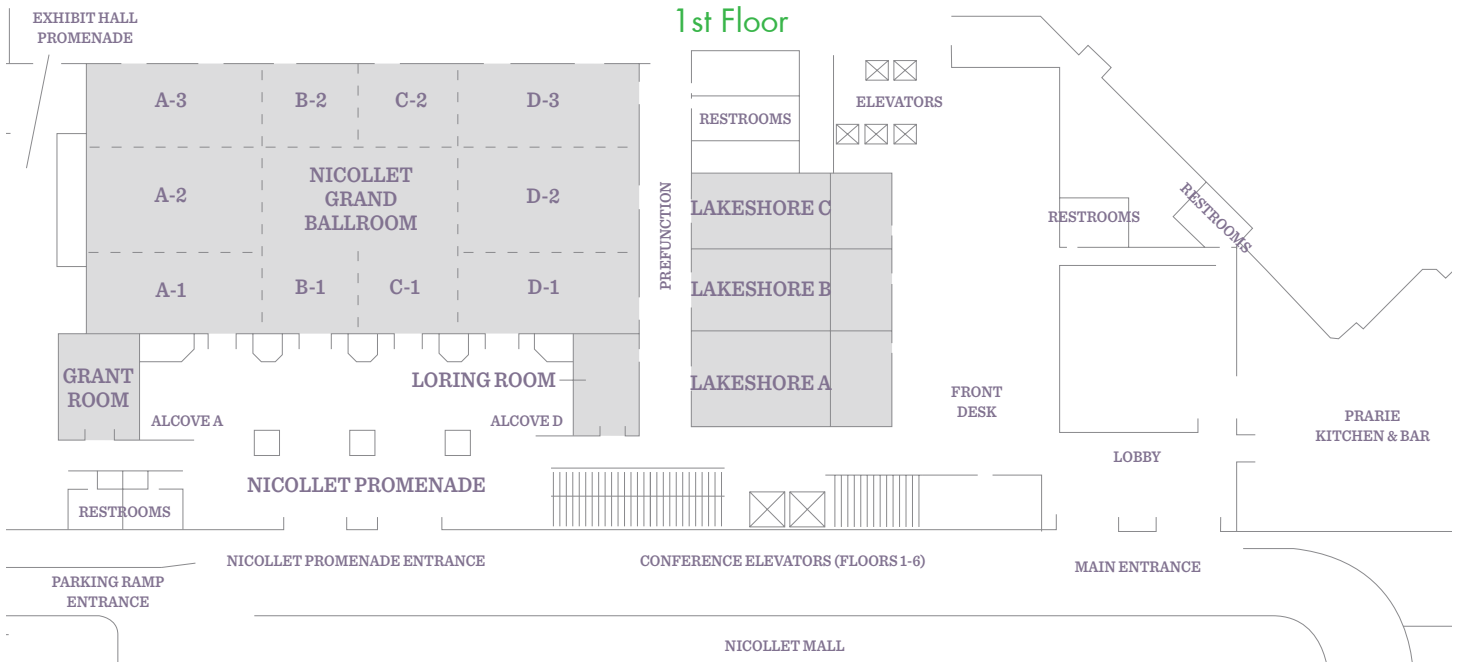 1st Floor
EXHIBIT HALL
PROMENADE
A-3
B-2
C-2
D-3
ELEVATORS
RESTROOMS
A-2
NICOLLET
GRAND
BALLROOM
D-2
PREFUNCTION
LAKESHORE C
RESTROOMS
RESTROOMS
A-1
B-1
C-1
D-1
LAKESHORE B
GRANT
ROOM
LORING ROOM
LAKESHORE A
ALCOVE A
ALCOVE D
FRONT
DESK
PRARIE
KITCHEN & BAR
LOBBY
NICOLLET PROMENADE
RESTROOMS
NICOLLET PROMENADE ENTRANCE
CONFERENCE ELEVATORS (FLOORS 1-6)
MAIN ENTRANCE
PARKING RAMP
ENTRANCE
NICOLLET MALL